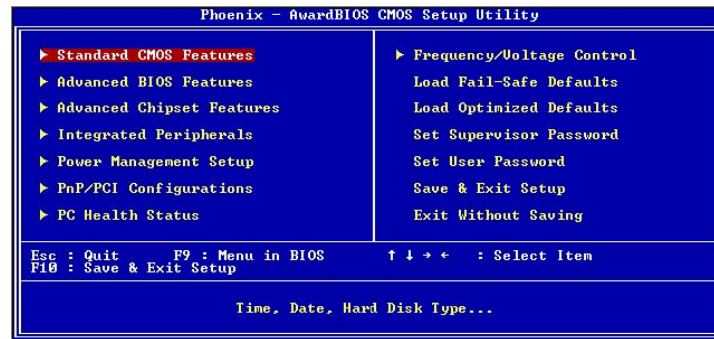 Phoenix - AwardBIOS CMOS Setup Utility
▶ Standard CMOS Features
▶ Advanced BIOS Features
▶ Advanced Chipset Features
▶ Integrated Peripherals
▶ Power Management Setup
▶ PnP/PCI Configurations
▶ PC Health Status
▶ Frequency/Voltage Control
Load Fail-Safe Defaults
Load Optimized Defaults
Set Supervisor Password
Set User Password
Save & Exit Setup
Exit Without Saving
Esc : Quit F9 : Menu in BIOS ↑ ↓ → ← : Select Item
F10 : Save & Exit Setup
Time, Date, Hard Disk Type...